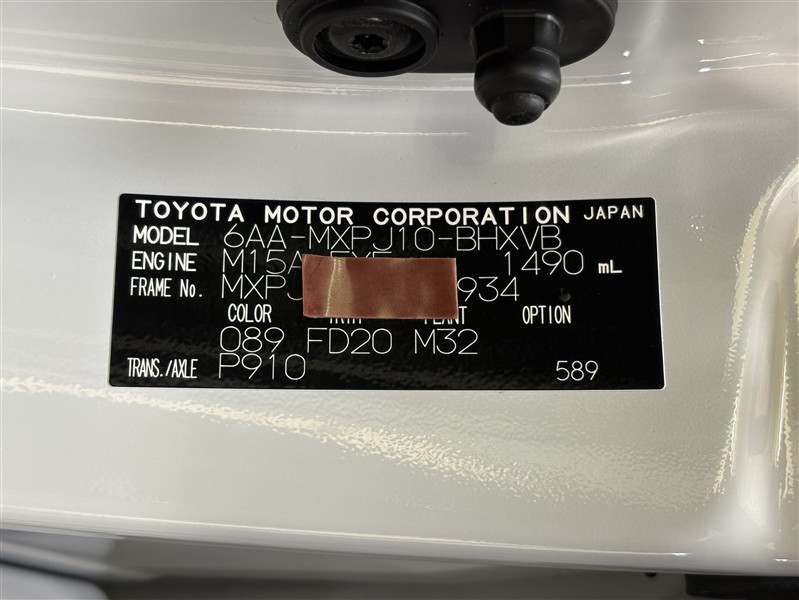 TOYOTA MOTOR CORPORATION JAPAN
MODEL 6AA-MXPJ10-BHXVB
ENGINE M15A 1490 mL
FRAME No. MXPJ 934
COLOR OPTION
089 FD20 M32
TRANS./AXLE P910 589